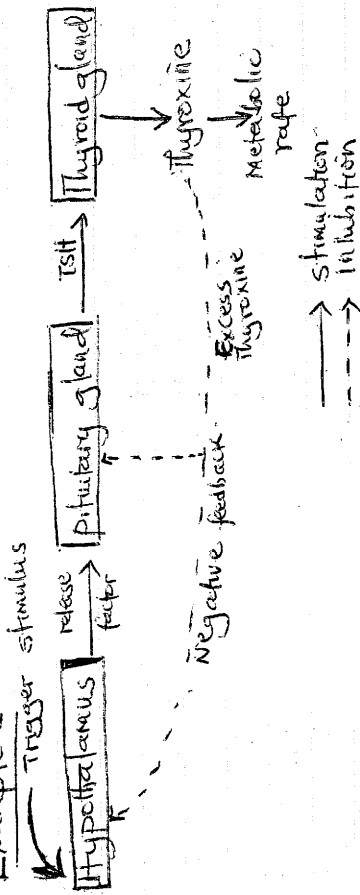 Trigger stimulus
Hypothalamus
release
factor
pituitary gland
TSH
Thyroid gland
Thyroxine
Metabolic
rate
Excess
Thyroxine
Negative feedback
stimulation
inhibition